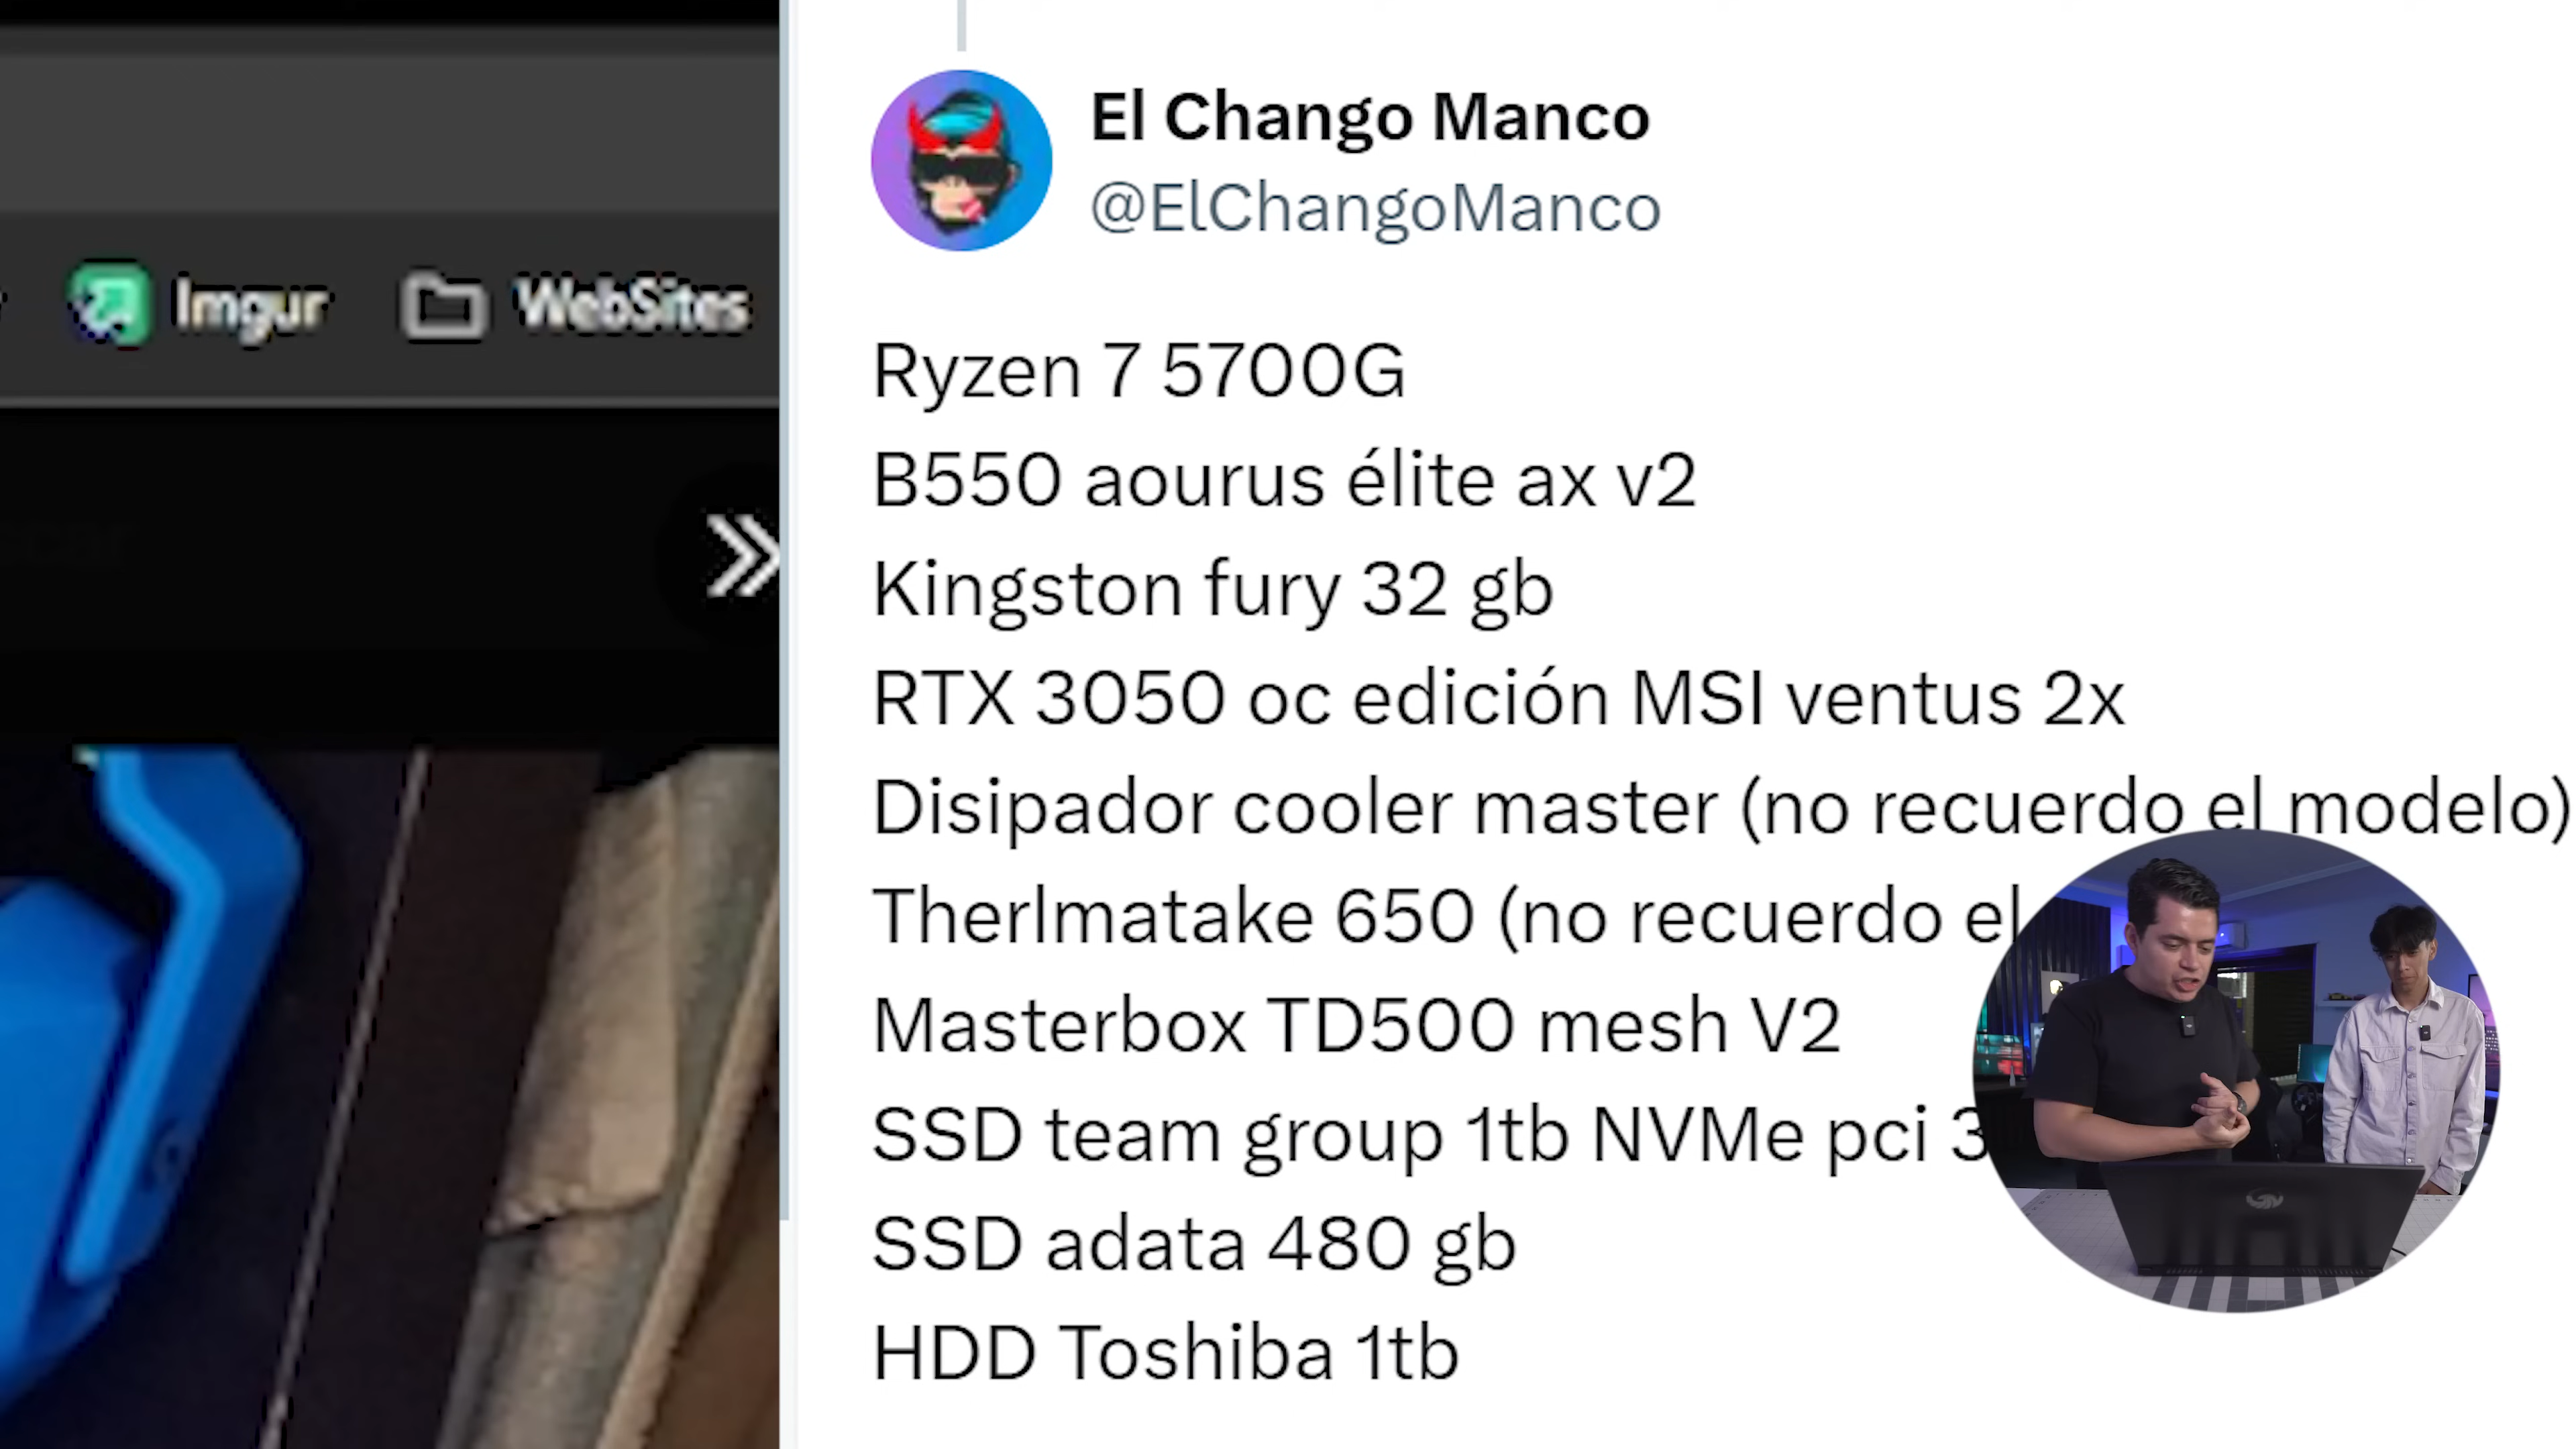 El Chango Manco
@ElChangoManco
Imgur
WebSites
Ryzen 7 5700G
B550 aourus élite ax v2
Kingston fury 32 gb
RTX 3050 oc edición MSI ventus 2x
Disipador cooler master (no recuerdo el modelo)
Therlmatake 650 (no recuerdo el
Masterbox TD500 mesh V2
SSD team group 1tb NVMe pci 3
SSD adata 480 gb
HDD Toshiba 1tb